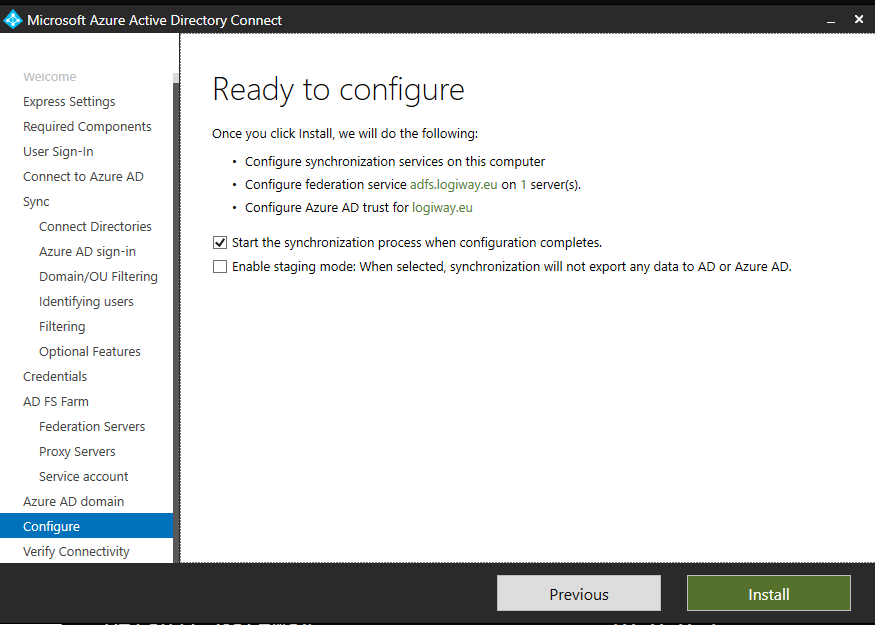 Microsoft Azure Active Directory Connect
Welcome
Express Settings
Required Components
User Sign-In
Connect to Azure AD
Sync
Connect Directories
Azure AD sign-in
Domain/OU Filtering
Identifying users
Filtering
Optional Features
Credentials
AD FS Farm
Federation Servers
Proxy Servers
Service account
Azure AD domain
Configure
Verify Connectivity
Ready to configure
Once you click Install, we will do the following:
• Configure synchronization services on this computer
• Configure federation service adfs.logiway.eu on 1 server(s).
• Configure Azure AD trust for logiway.eu
Start the synchronization process when configuration completes.
Enable staging mode: When selected, synchronization will not export any data to AD or Azure AD.
Previous
Install